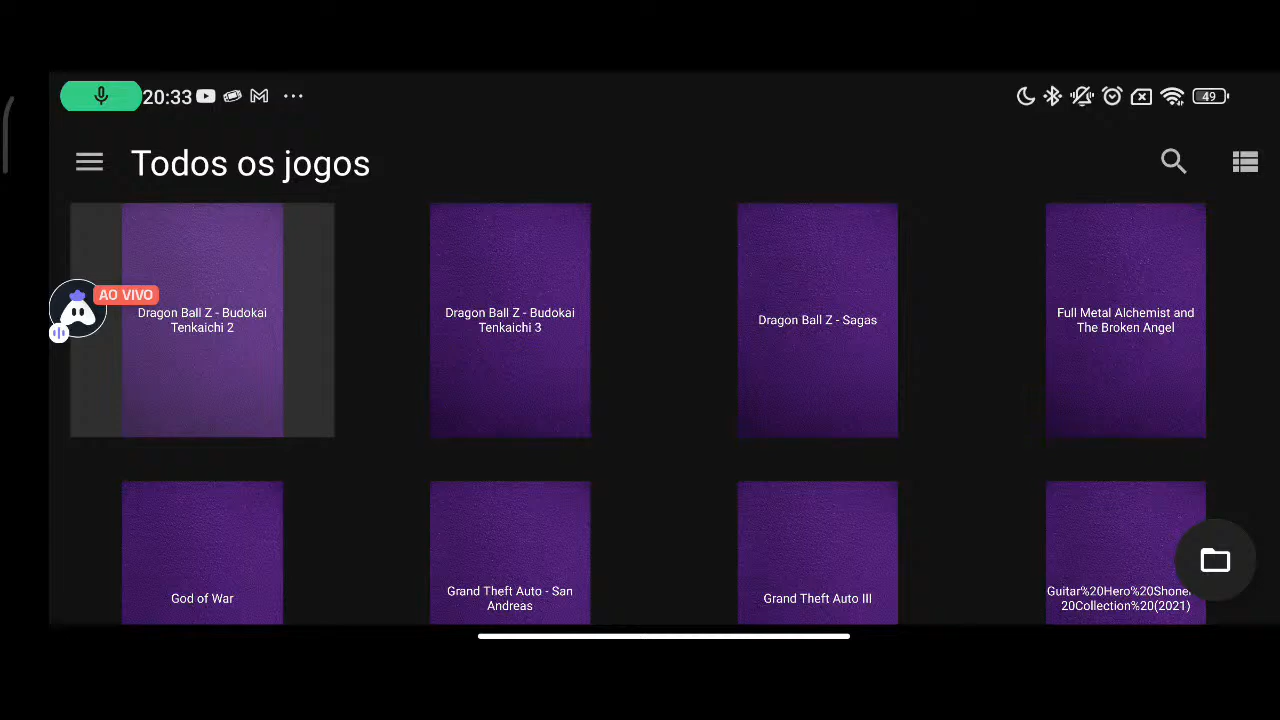 20:33
49
Todos os jogos
AO VIVO
Dragon Ball Z - Budokai
Tenkaichi 2
Dragon Ball Z - Budokai
Tenkaichi 3
Dragon Ball Z - Sagas
Full Metal Alchemist and
The Broken Angel
God of War
Grand Theft Auto - San
Andreas
Grand Theft Auto III
Guitar%20Hero%20Shonen
20Collection%20(2021)